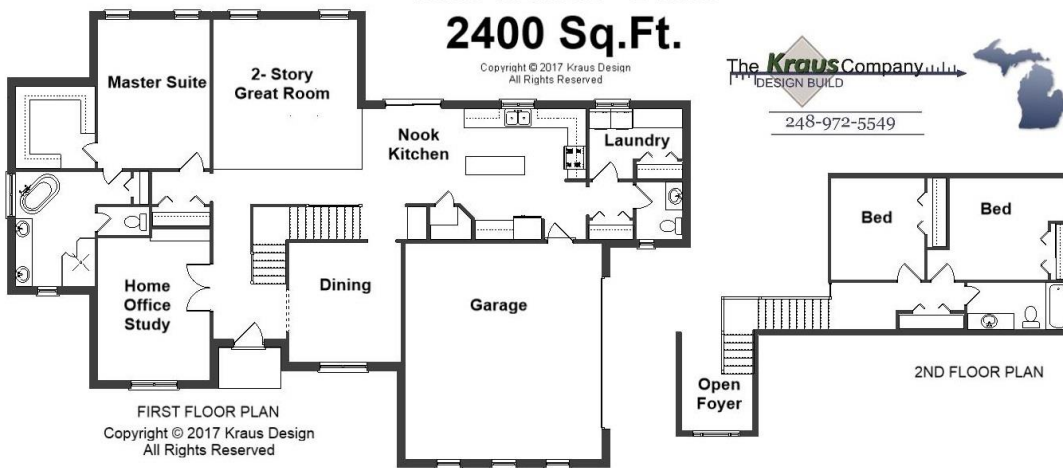 2400 Sq.Ft.
Copyright © 2017 Kraus Design
All Rights Reserved
The Kraus Company
DESIGN BUILD
248-972-5549
Master Suite
2- Story
Great Room
Nook
Kitchen
Laundry
Home
Office
Study
Dining
Garage
FIRST FLOOR PLAN
Copyright © 2017 Kraus Design
All Rights Reserved
Bed
Bed
Open
Foyer
2ND FLOOR PLAN